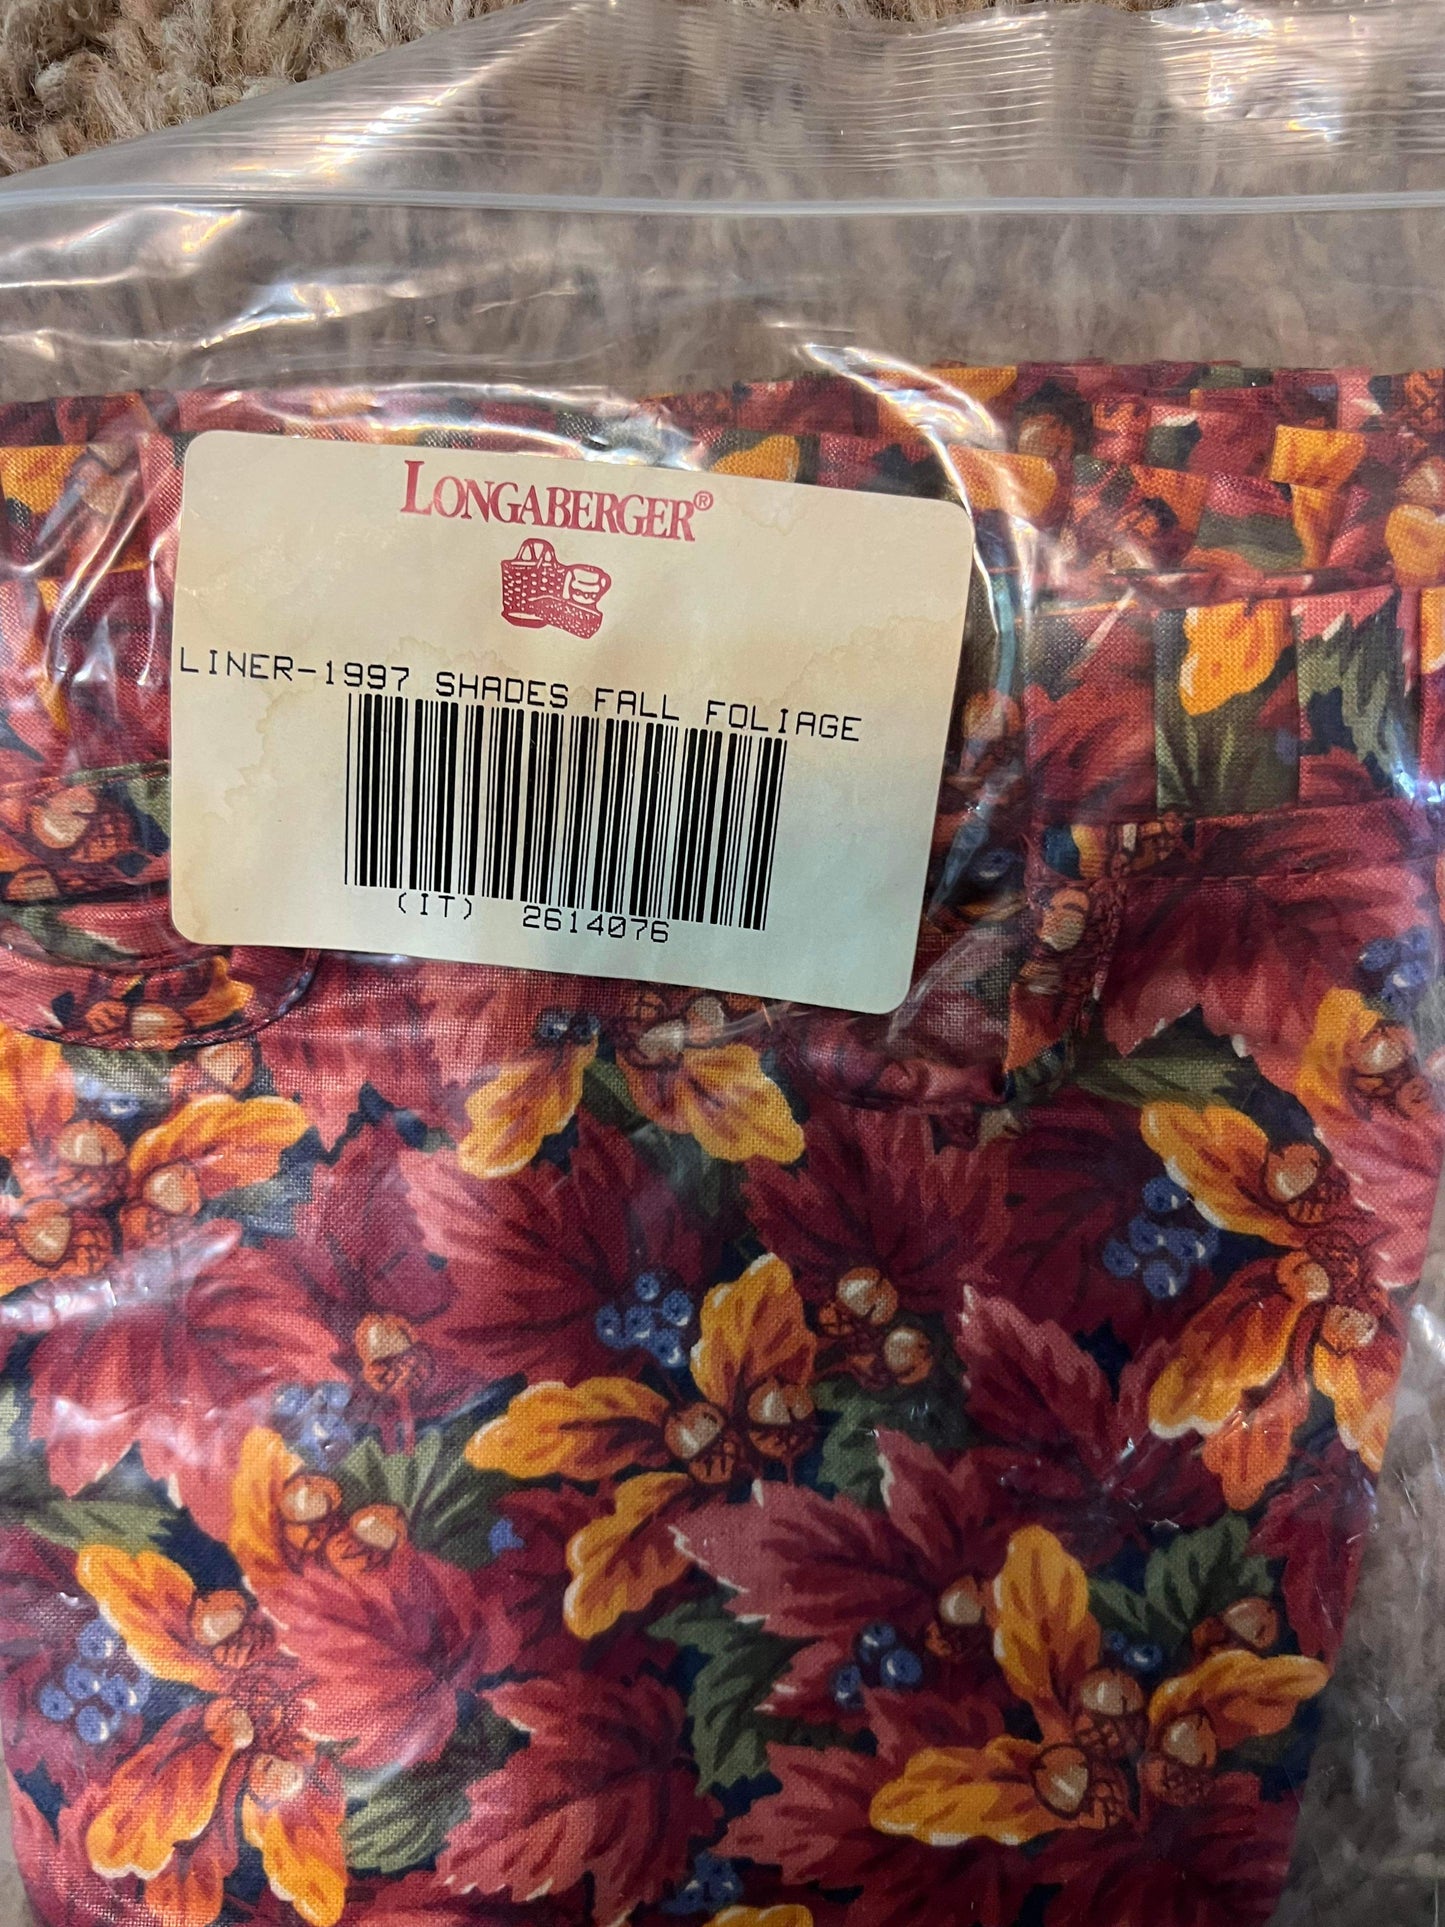 LONGABERGER®
LINER-1997 SHADES FALL FOLIAGE
(IT) 2614076